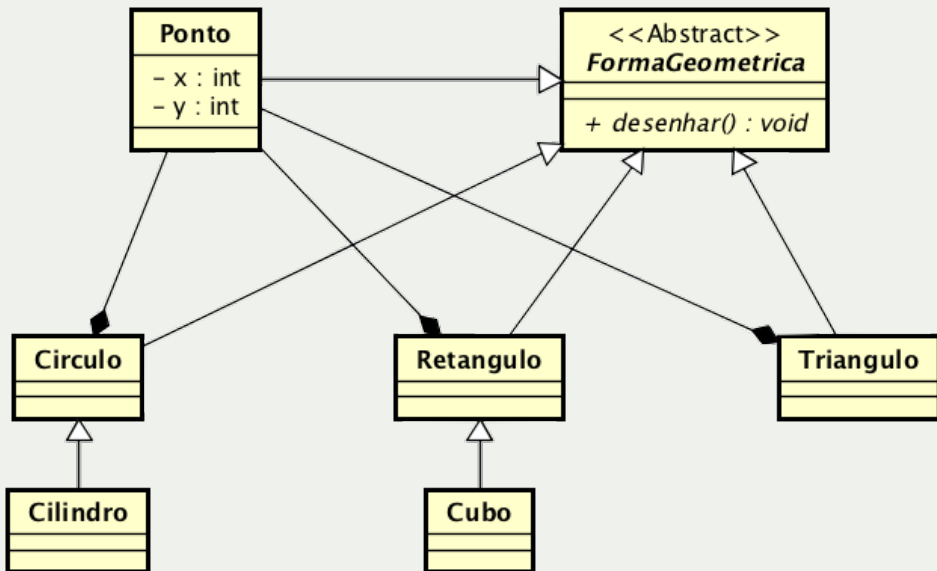 Ponto
- x : int
- y : int
<<Abstract>>
FormaGeometrica
+ desenhar() : void
Circulo
Retangulo
Triangulo
Cilindro
Cubo